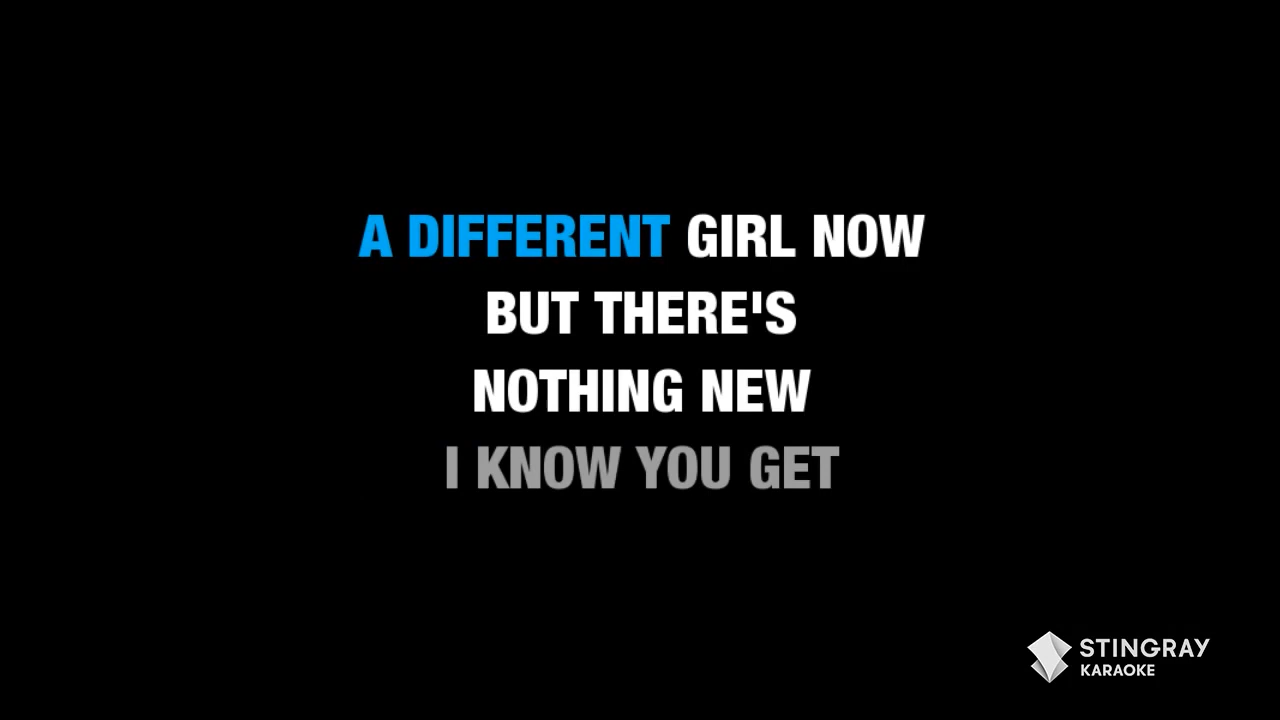 A DIFFERENT GIRL NOW
BUT THERE'S
NOTHING NEW
I KNOW YOU GET
STINGRAY
KARAOKE